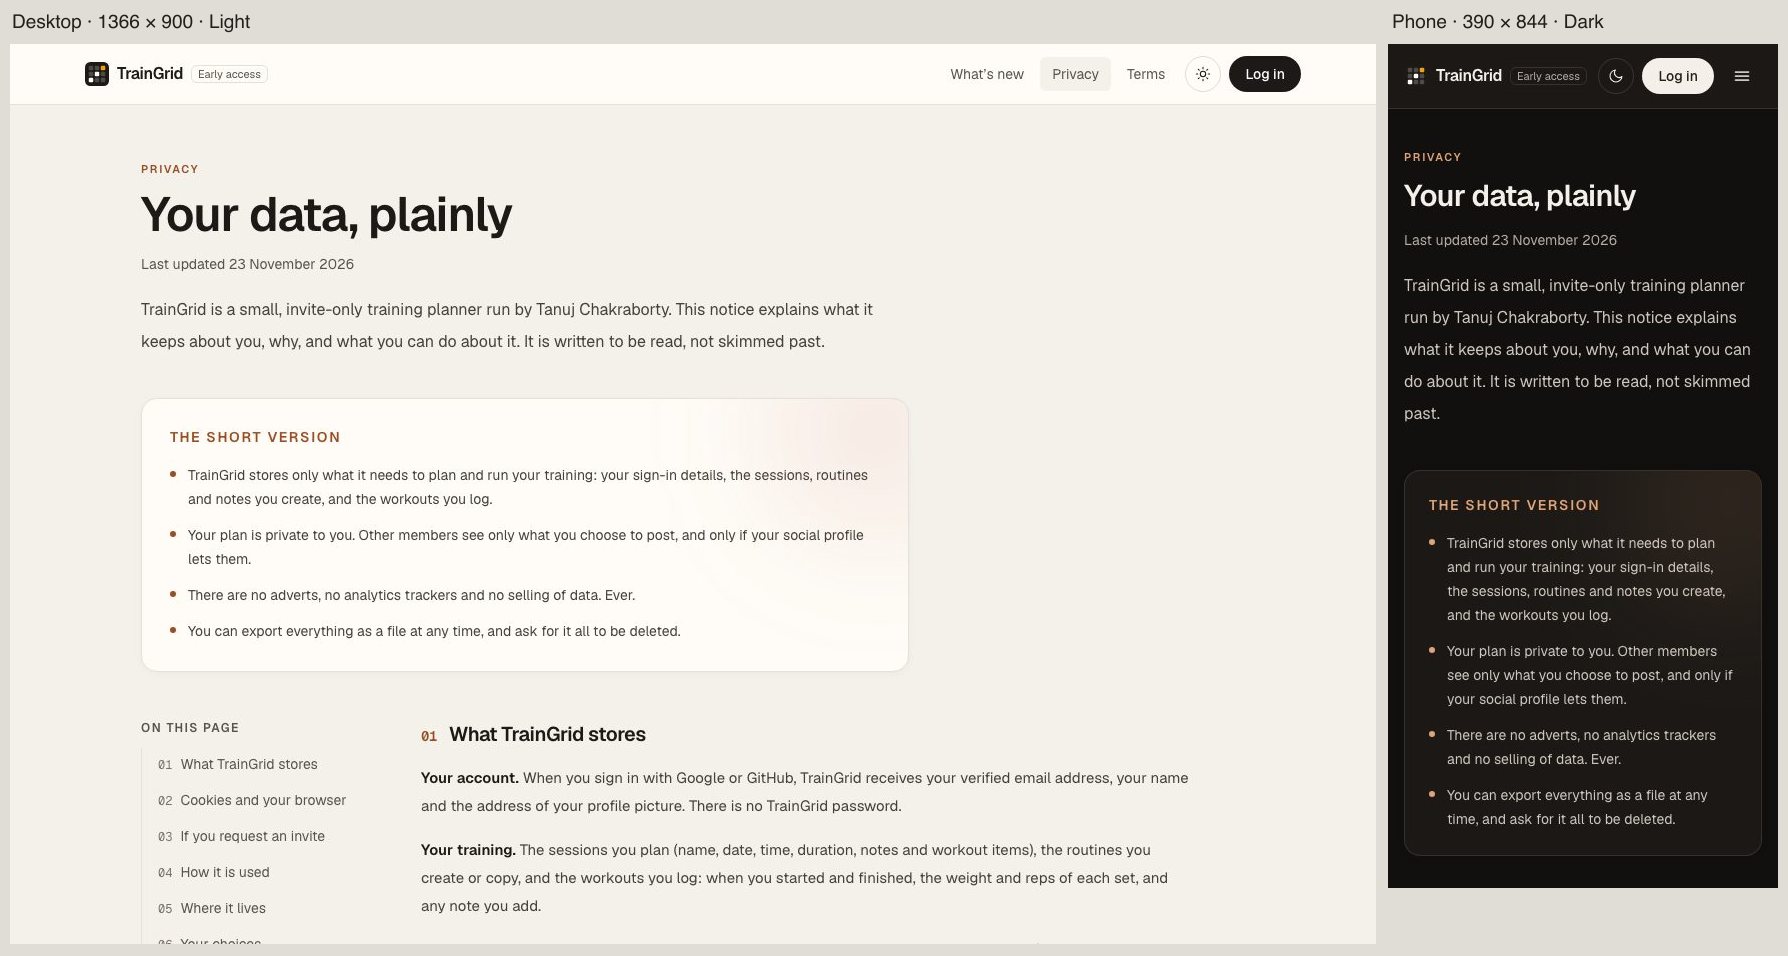 Desktop · 1366 × 900 · Light
TrainGrid Early access What's new Privacy Terms Log in
PRIVACY
Your data, plainly
Last updated 23 November 2026
TrainGrid is a small, invite-only training planner run by Tanuj Chakraborty. This notice explains what it
keeps about you, why, and what you can do about it. It is written to be read, not skimmed past.
THE SHORT VERSION
TrainGrid stores only what it needs to plan and run your training: your sign-in details, the sessions, routines
and notes you create, and the workouts you log.
Your plan is private to you. Other members see only what you choose to post, and only if your social profile
lets them.
There are no adverts, no analytics trackers and no selling of data. Ever.
You can export everything as a file at any time, and ask for it all to be deleted.
ON THIS PAGE
01 What TrainGrid stores
02 Cookies and your browser
03 If you request an invite
04 How it is used
05 Where it lives
06 Your choices
01 What TrainGrid stores
Your account. When you sign in with Google or GitHub, TrainGrid receives your verified email address, your name
and the address of your profile picture. There is no TrainGrid password.
Your training. The sessions you plan (name, date, time, duration, notes and workout items), the routines you
create or copy, and the workouts you log: when you started and finished, the weight and reps of each set, and
any note you add.
Phone · 390 × 844 · Dark
TrainGrid Early access Log in
PRIVACY
Your data, plainly
Last updated 23 November 2026
TrainGrid is a small, invite-only training planner
run by Tanuj Chakraborty. This notice explains
what it keeps about you, why, and what you can
do about it. It is written to be read, not skimmed
past.
THE SHORT VERSION
TrainGrid stores only what it needs to plan
and run your training: your sign-in details,
the sessions, routines and notes you create,
and the workouts you log.
Your plan is private to you. Other members
see only what you choose to post, and only if
your social profile lets them.
There are no adverts, no analytics trackers
and no selling of data. Ever.
You can export everything as a file at any
time, and ask for it all to be deleted.